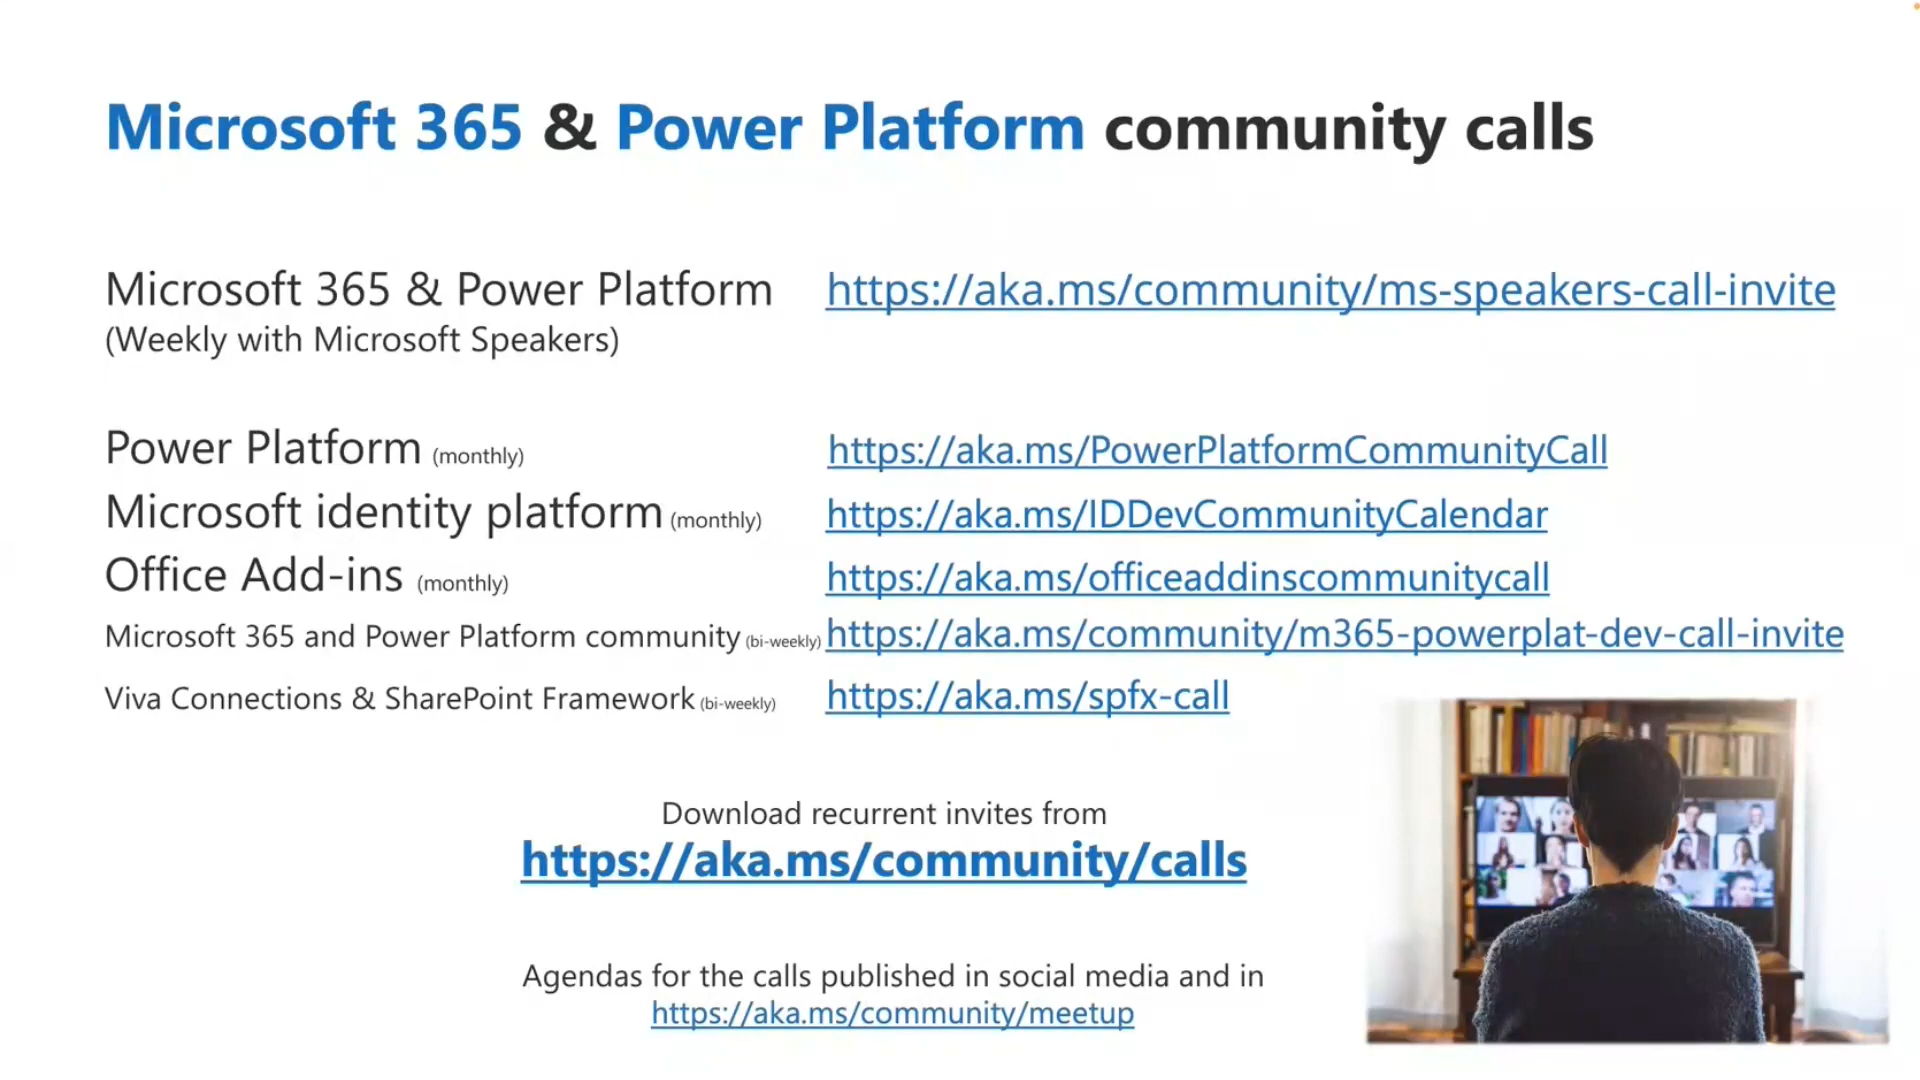 Microsoft 365 & Power Platform community calls
Microsoft 365 & Power Platform https://aka.ms/community/ms-speakers-call-invite
(Weekly with Microsoft Speakers)
Power Platform (monthly) https://aka.ms/PowerPlatformCommunityCall
Microsoft identity platform (monthly) https://aka.ms/IDDevCommunityCalendar
Office Add-ins (monthly) https://aka.ms/officeaddinscommunitycall
Microsoft 365 and Power Platform community (bi-weekly) https://aka.ms/community/m365-powerplat-dev-call-invite
Viva Connections & SharePoint Framework (bi-weekly) https://aka.ms/spfx-call
Download recurrent invites from
https://aka.ms/community/calls
Agendas for the calls published in social media and in
https://aka.ms/community/meetup